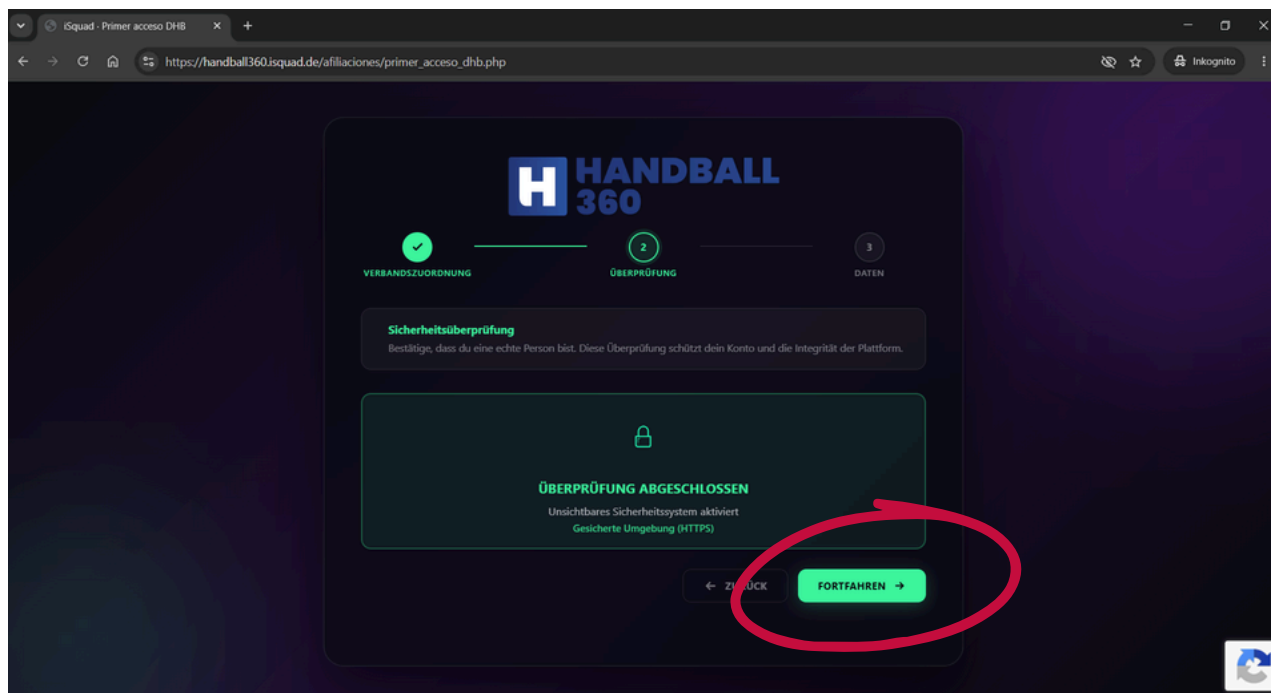 iSquad - Primer acceso DHB
https://handball360.isquad.de/afiliaciones/primer_acceso_dhb.php
Inkognito
H HANDBALL
360
2
3
VERBANDSZUORDNUNG
ÜBERPRÜFUNG
DATEN
Sicherheitsüberprüfung
Bestätige, dass du eine echte Person bist. Diese Überprüfung schützt dein Konto und die Integrität der Plattform.
ÜBERPRÜFUNG ABGESCHLOSSEN
Unsichtbares Sicherheitssystem aktiviert
Gesicherte Umgebung (HTTPS)
← ZURÜCK
FORTFAHREN →